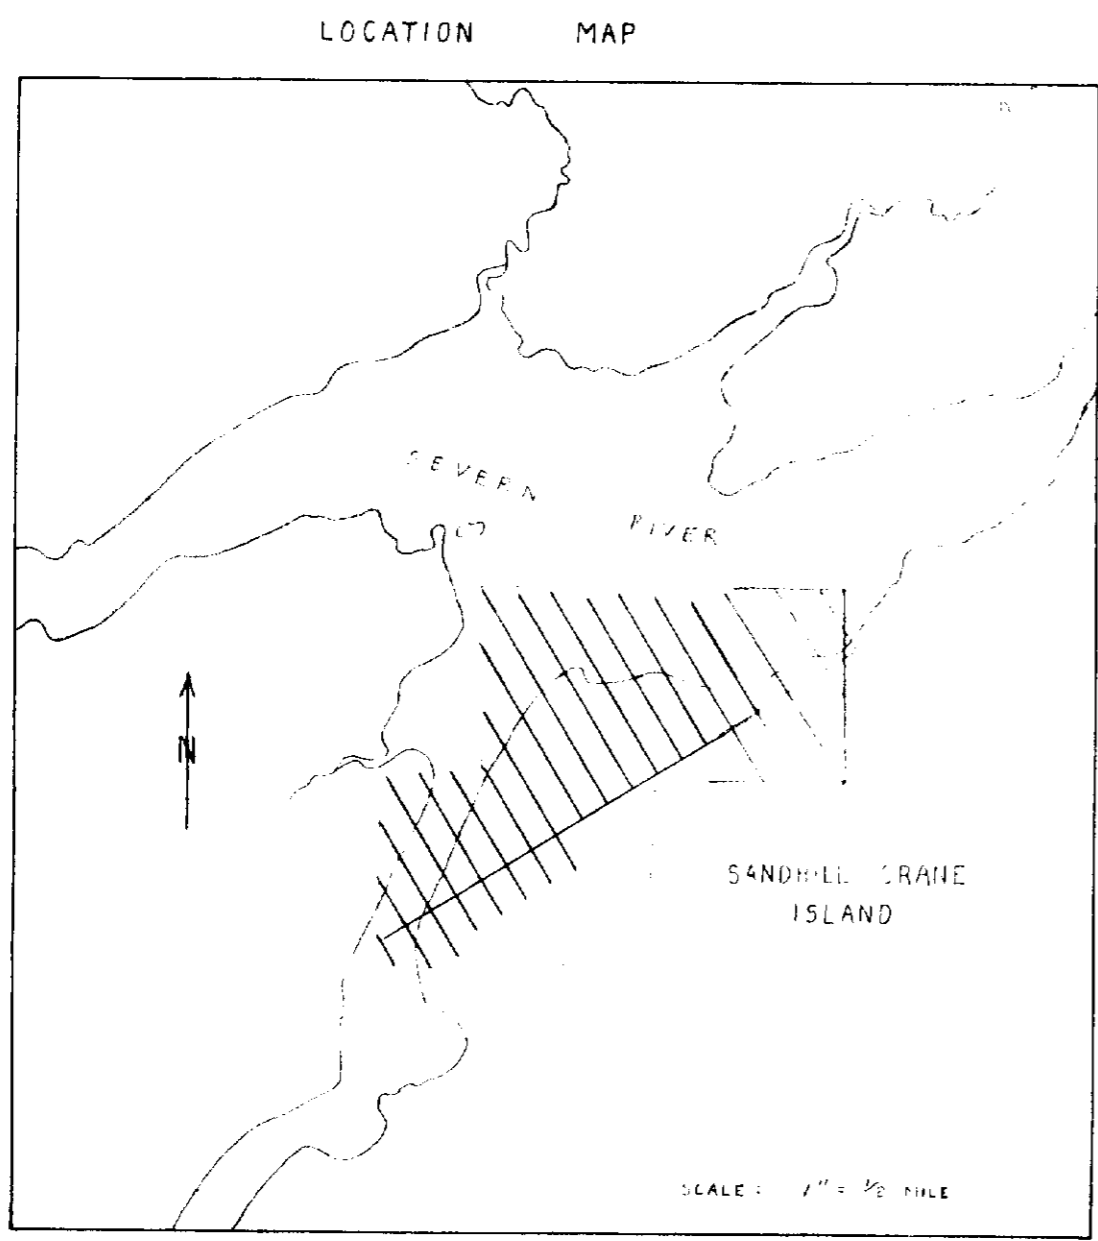 LOCATION MAP
SEVERN RIVER
N
SANDHILL CRANE
ISLAND
SCALE: 1" = 1/2 MILE